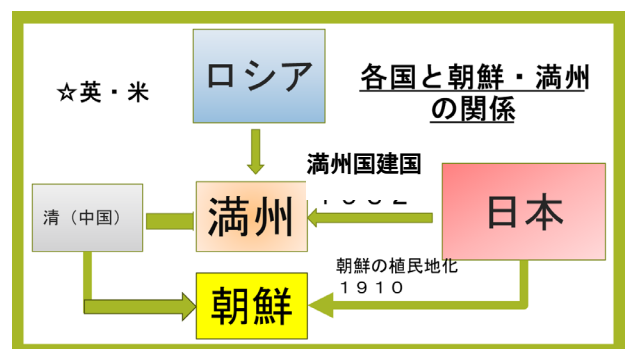 ロシア
☆英・米
各国と朝鮮・満州
の関係
満州国建国
清（中国）
満州
日本
朝鮮の植民地化
１９１０
朝鮮